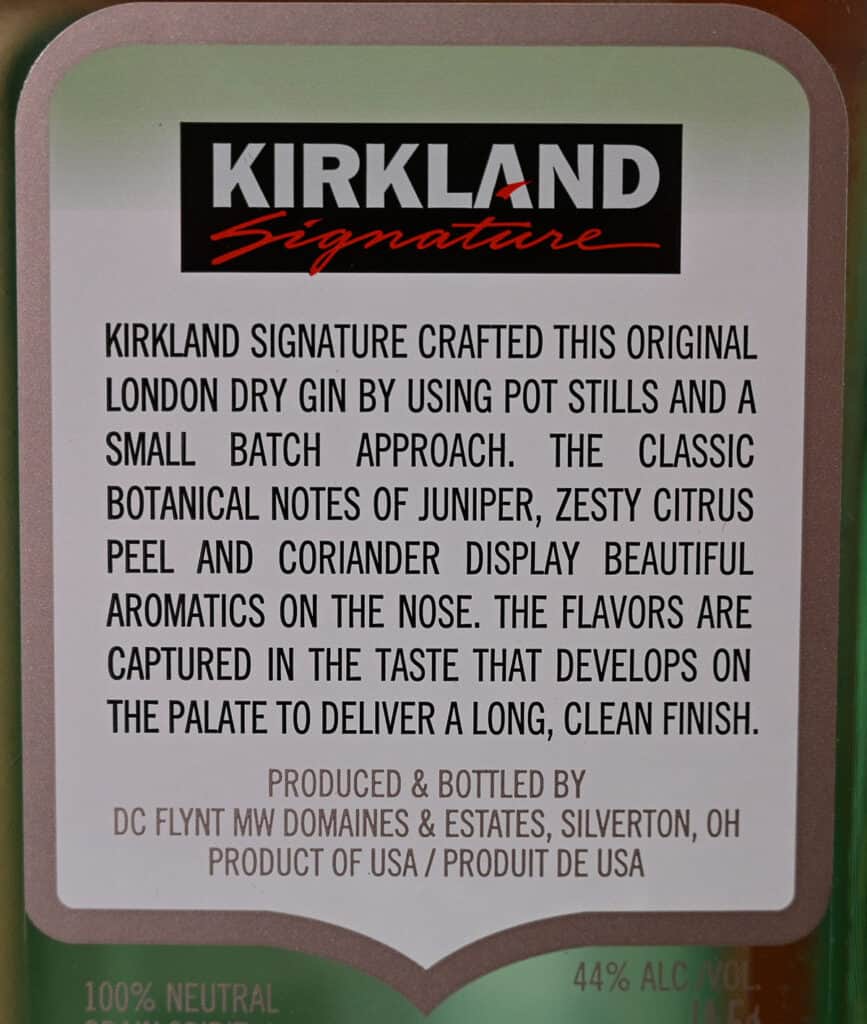 KIRKLAND
Signature
KIRKLAND SIGNATURE CRAFTED THIS ORIGINAL
LONDON DRY GIN BY USING POT STILLS AND A
SMALL BATCH APPROACH. THE CLASSIC
BOTANICAL NOTES OF JUNIPER, ZESTY CITRUS
PEEL AND CORIANDER DISPLAY BEAUTIFUL
AROMATICS ON THE NOSE. THE FLAVORS ARE
CAPTURED IN THE TASTE THAT DEVELOPS ON
THE PALATE TO DELIVER A LONG, CLEAN FINISH.
PRODUCED & BOTTLED BY
DC FLYNT MW DOMAINES & ESTATES, SILVERTON, OH
PRODUCT OF USA / PRODUIT DE USA
44% ALC./VOL.
100% NEUTRAL